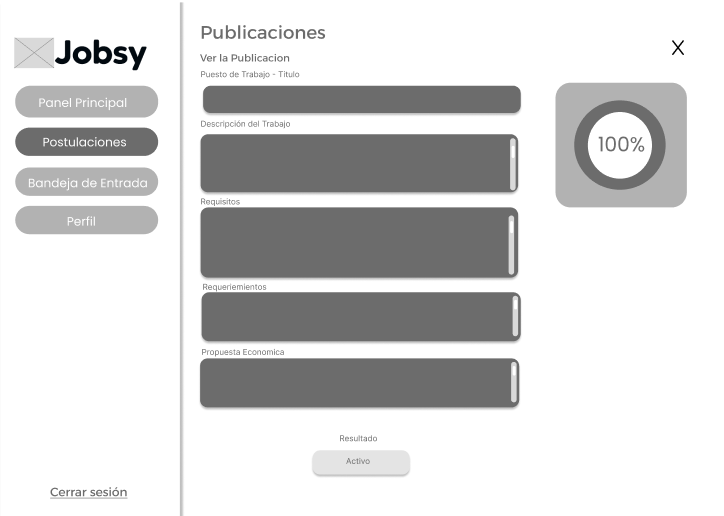 Jobsy
Panel Principal
Postulaciones
Bandeja de Entrada
Perfil
Cerrar sesión
Publicaciones
X
Ver la Publicacion
Puesto de Trabajo - Titulo
Descripción del Trabajo
Requisitos
Requeriemientos
Propuesta Economica
Resultado
Activo
100%